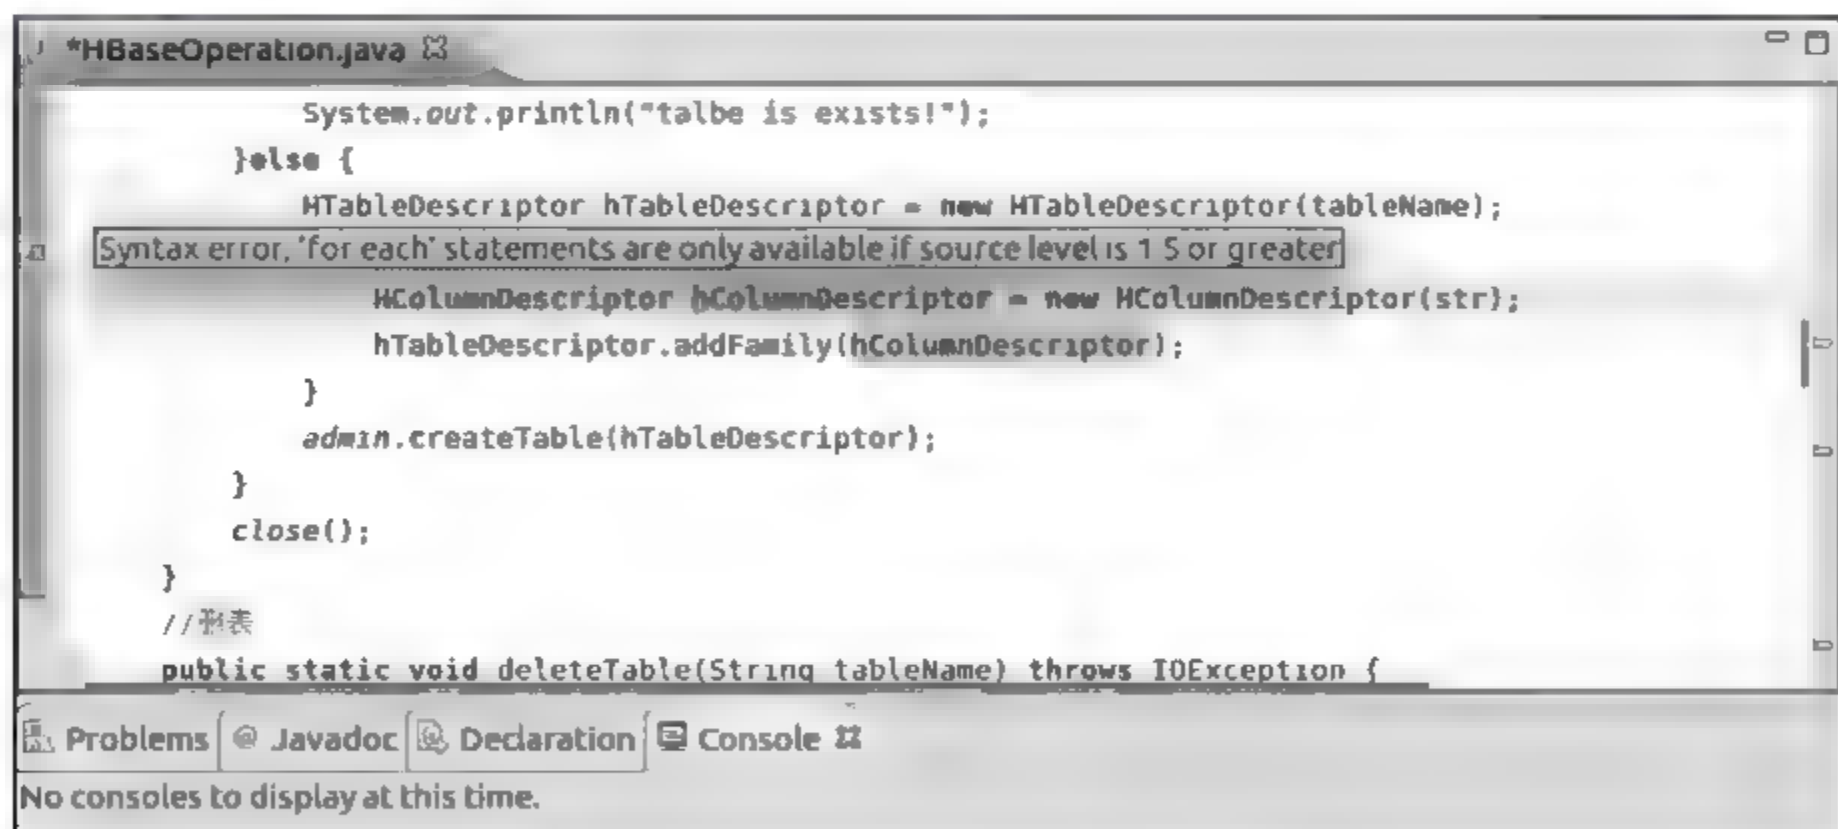 *HBaseOperation.java
System.out.println("talbe is exists!");
}else {
HTableDescriptor hTableDescriptor = new HTableDescriptor(tableName);
Syntax error, 'for each' statements are only available if source level is 1 5 or greater
HColumnDescriptor hColumnDescriptor = new HColumnDescriptor(str);
hTableDescriptor.addFamily(hColumnDescriptor);
}
admin.createTable(hTableDescriptor);
}
close();
}
//表
public static void deleteTable(String tableName) throws IOException {
Problems @ Javadoc Declaration Console
No consoles to display at this time.